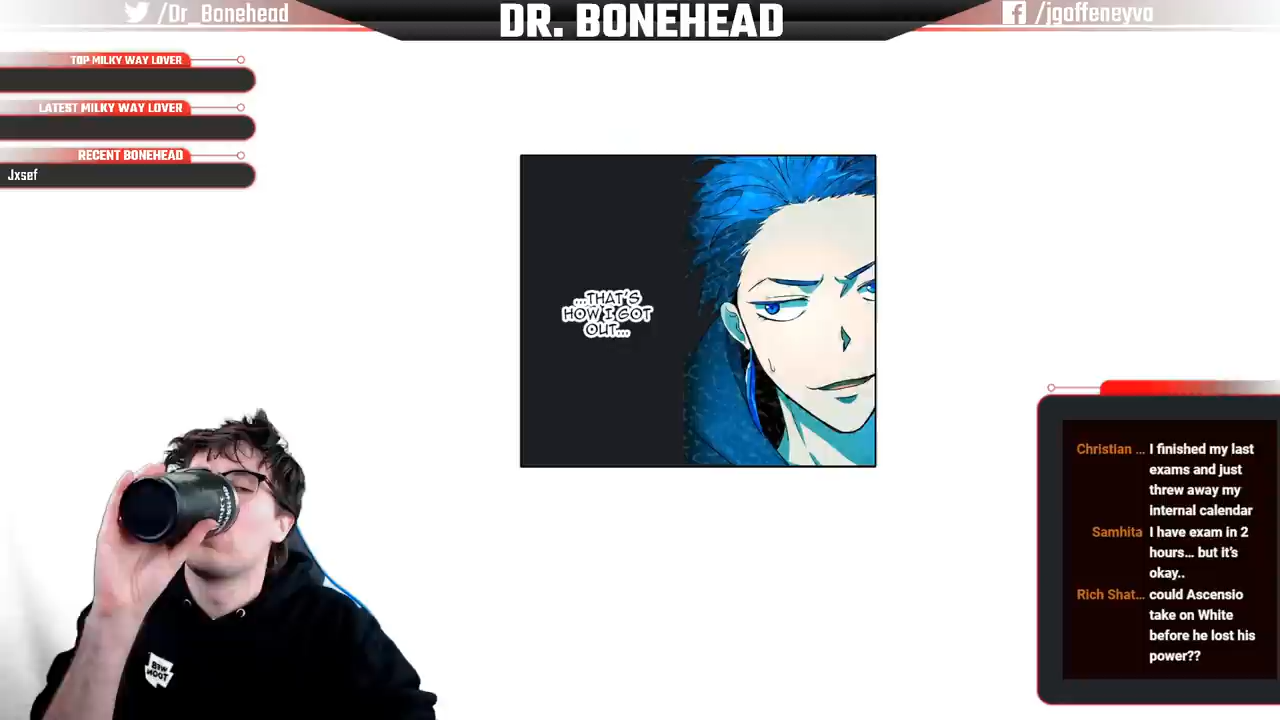 /Dr_Bonehead
DR. BONEHEAD
/jgoffeneyvo
TOP MILKY WAY LOVER
LATEST MILKY WAY LOVER
RECENT BONEHEAD
Jxsef
...THAT'S
HOW I GOT
OUT...
Christian ... I finished my last
exams and just
threw away my
internal calendar
Samhita I have exam in 2
hours... but it's
okay..
Rich Shat... could Ascensio
take on White
before he lost his
power??